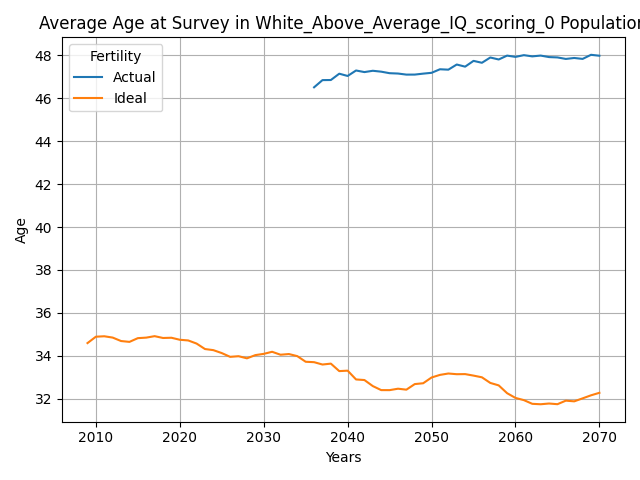 Average Age at Survey in White_Above_Average_IQ_scoring_0 Population
Fertility
Actual
Ideal
48
46
44
42
40
38
36
34
32
Age
2010 2020 2030 2040 2050 2060 2070
Years